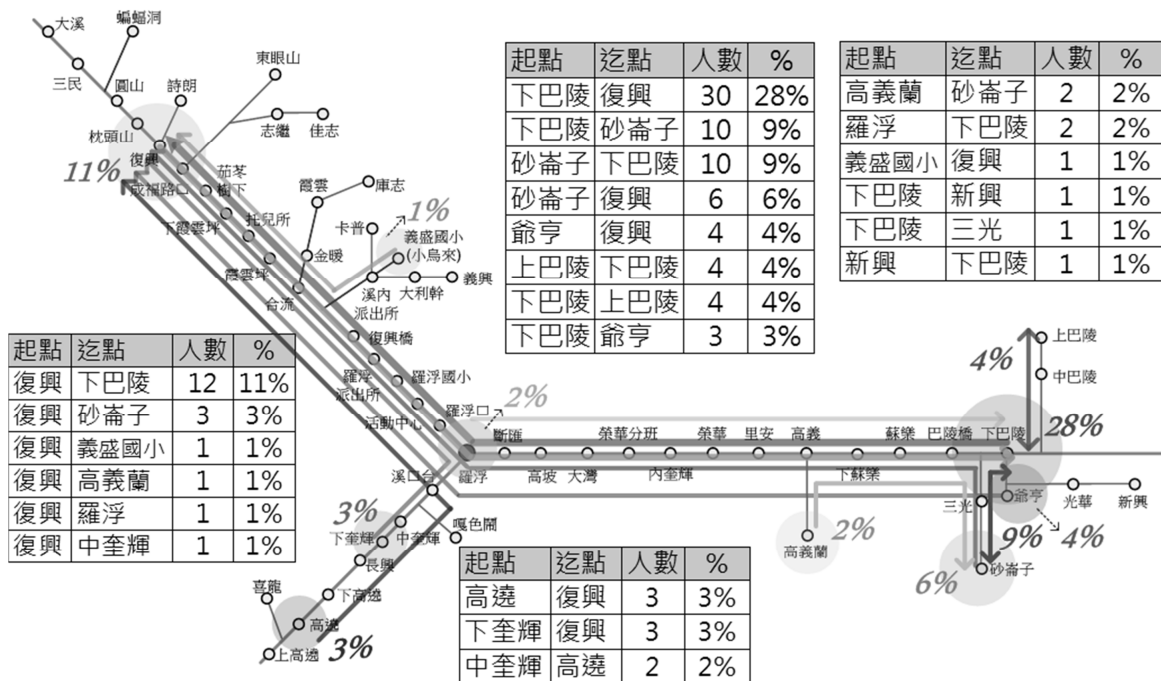 大溪
蝙蝠洞
三民
圓山
詩朗
東眼山
枕頭山
志繼
佳志
復興
11%
成福路口
茄苳
樹下
下霞雲坪
托兒所
霞雲
庫志
霞雲坪
金暖
合流
卡普
1%
義盛國小
(小烏來)
溪內
派出所
大利幹
義興
復興橋
羅浮
派出所
羅浮國小
活動中心
羅浮口
2%
起點 迄點 人數 %
下巴陵 復興 30 28%
下巴陵 砂崙子 10 9%
砂崙子 下巴陵 10 9%
砂崙子 復興 6 6%
爺亨 復興 4 4%
上巴陵 下巴陵 4 4%
下巴陵 上巴陵 4 4%
下巴陵 爺亨 3 3%
起點 迄點 人數 %
高義蘭 砂崙子 2 2%
羅浮 下巴陵 2 2%
義盛國小 復興 1 1%
下巴陵 新興 1 1%
下巴陵 三光 1 1%
新興 下巴陵 1 1%
起點 迄點 人數 %
復興 下巴陵 12 11%
復興 砂崙子 3 3%
復興 義盛國小 1 1%
復興 高義蘭 1 1%
復興 羅浮 1 1%
復興 中奎輝 1 1%
上巴陵
4%
中巴陵
斷匯
榮華分班
榮華
里安
高義
蘇樂
巴陵橋
下巴陵
28%
溪口台
羅浮
高坡
大灣
內奎輝
下蘇樂
三光
爺亨
光華
新興
3%
下奎輝
中奎輝
嘎色鬧
高義蘭
2%
9%
4%
長興
6%
砂崙子
喜龍
下高遶
高遶
上高遶
3%
起點 迄點 人數 %
高遶 復興 3 3%
下奎輝 復興 3 3%
中奎輝 高遶 2 2%